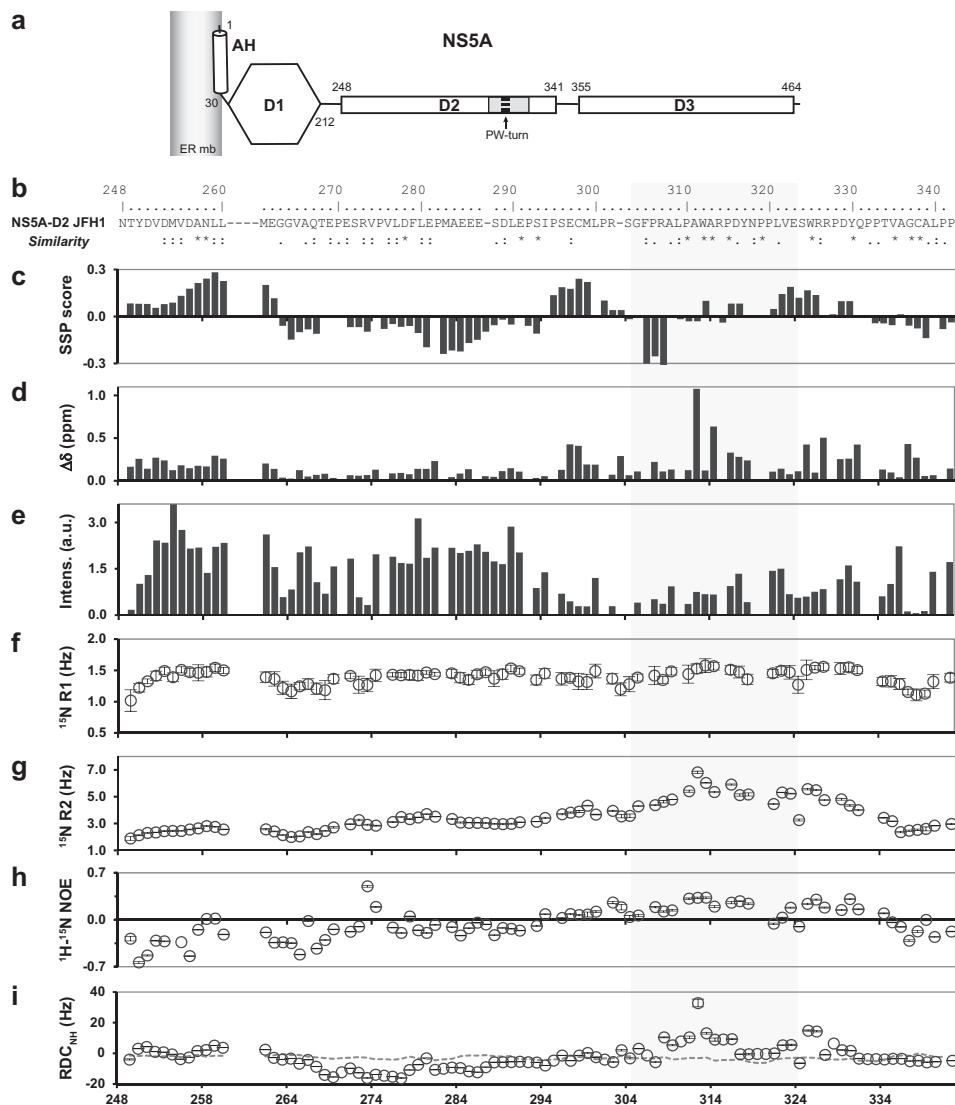 a
NS5A
1
AH
30
D1
212
248
D2
341
355
D3
464
PW-turn
ER mb
b
248 260 270 280 290 300 310 320 330 340
NS5A-D2 JFH1 NTYDVDMVDANLL----MEGGVAQTEPESRVPVLDFLEPMAEEE-SDLEPSIPSECMLPR-SGFPRALPAWARPDYNPPLVESWRRPDYQPPTVAGCALPP
Similarity
c
SSP score
0.3
0.0
-0.3
d
Δδ (ppm)
1.0
0.5
0.0
e
Intens. (a.u.)
3.0
1.5
0.0
f
¹⁵N R1 (Hz)
2.0
1.5
1.0
0.5
g
¹⁵N R2 (Hz)
7.0
5.0
3.0
1.0
h
¹H-¹⁵N NOE
0.7
0.0
-0.7
i
RDC_NH (Hz)
40
20
0
-20
248 254 264 274 284 294 304 314 324 334